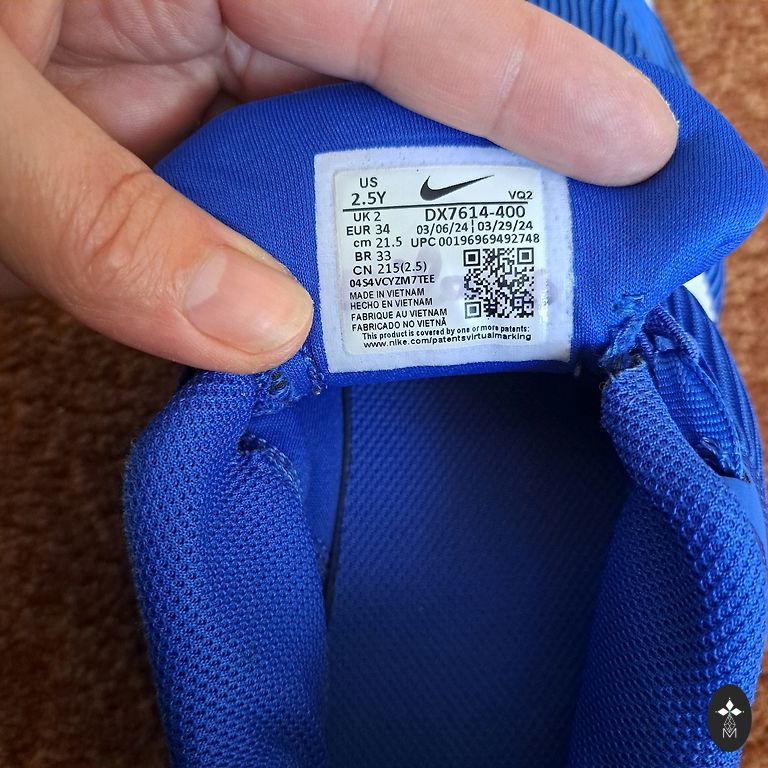 US
2.5Y
VQ2
UK 2
DX7614-400
EUR 34
03/06/24 | 03/29/24
cm 21.5
UPC 00196969492748
BR 33
CN 215(2.5)
04S4VCYZM7TEE
MADE IN VIETNAM
HECHO EN VIETNAM
FABRIQUE AU VIETNAM
FABRICADO NO VIETNÃ
This product is covered by one or more patents:
www.nike.com/patentsvirtualmarking
M